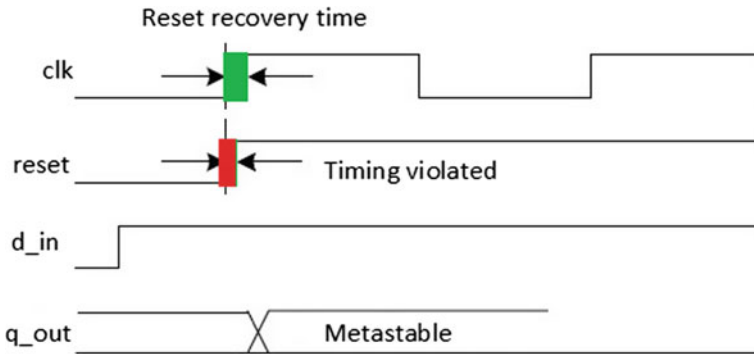 Reset recovery time
clk
reset
Timing violated
d_in
q_out
Metastable